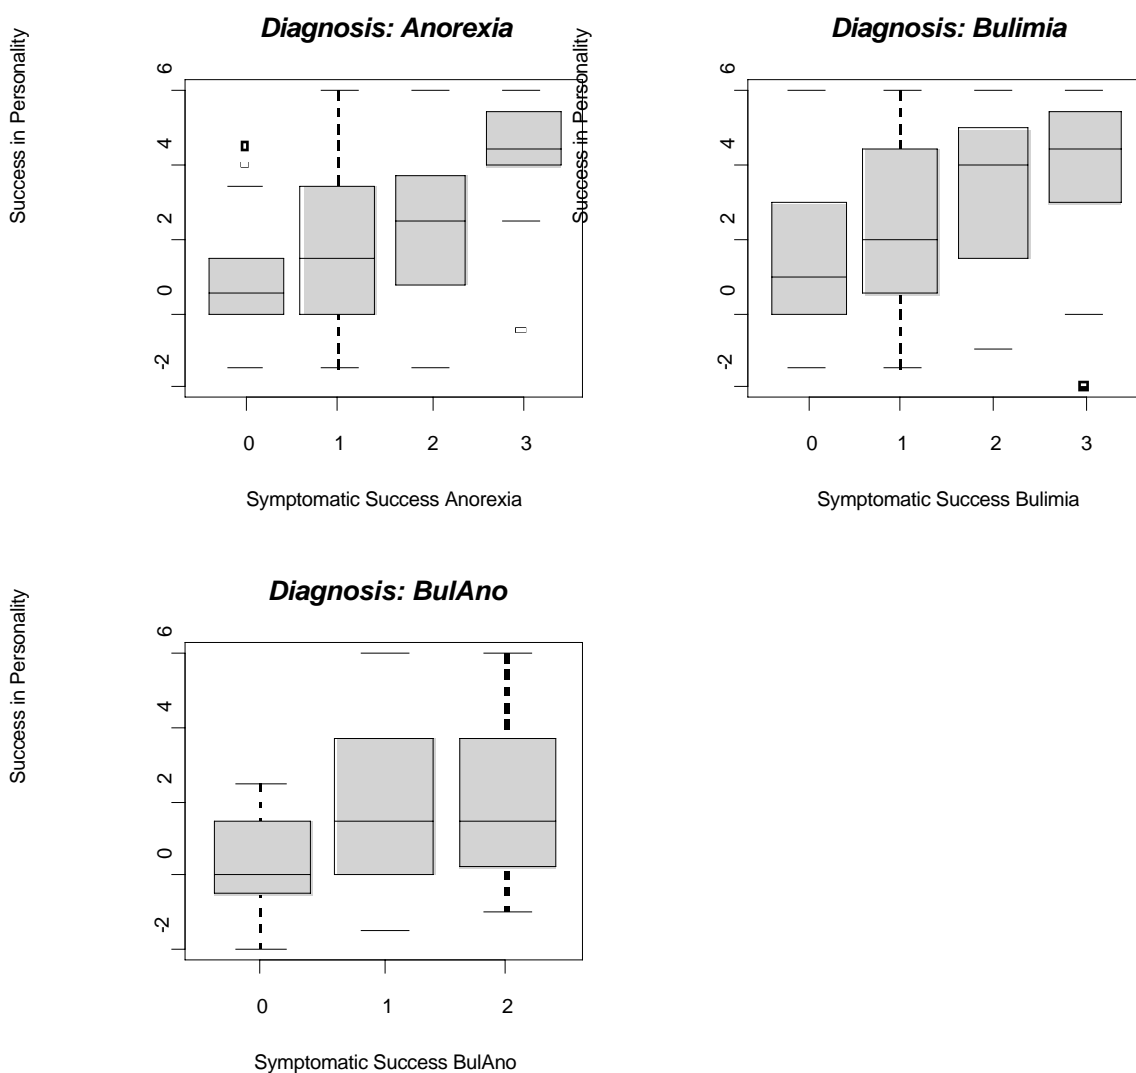 Diagnosis: Anorexia
Success in Personality
6
4
2
0
-2
0 1 2 3
Symptomatic Success Anorexia
Diagnosis: Bulimia
Success in Personality
6
4
2
0
-2
0 1 2 3
Symptomatic Success Bulimia
Diagnosis: BulAno
Success in Personality
6
4
2
0
-2
0 1 2
Symptomatic Success BulAno